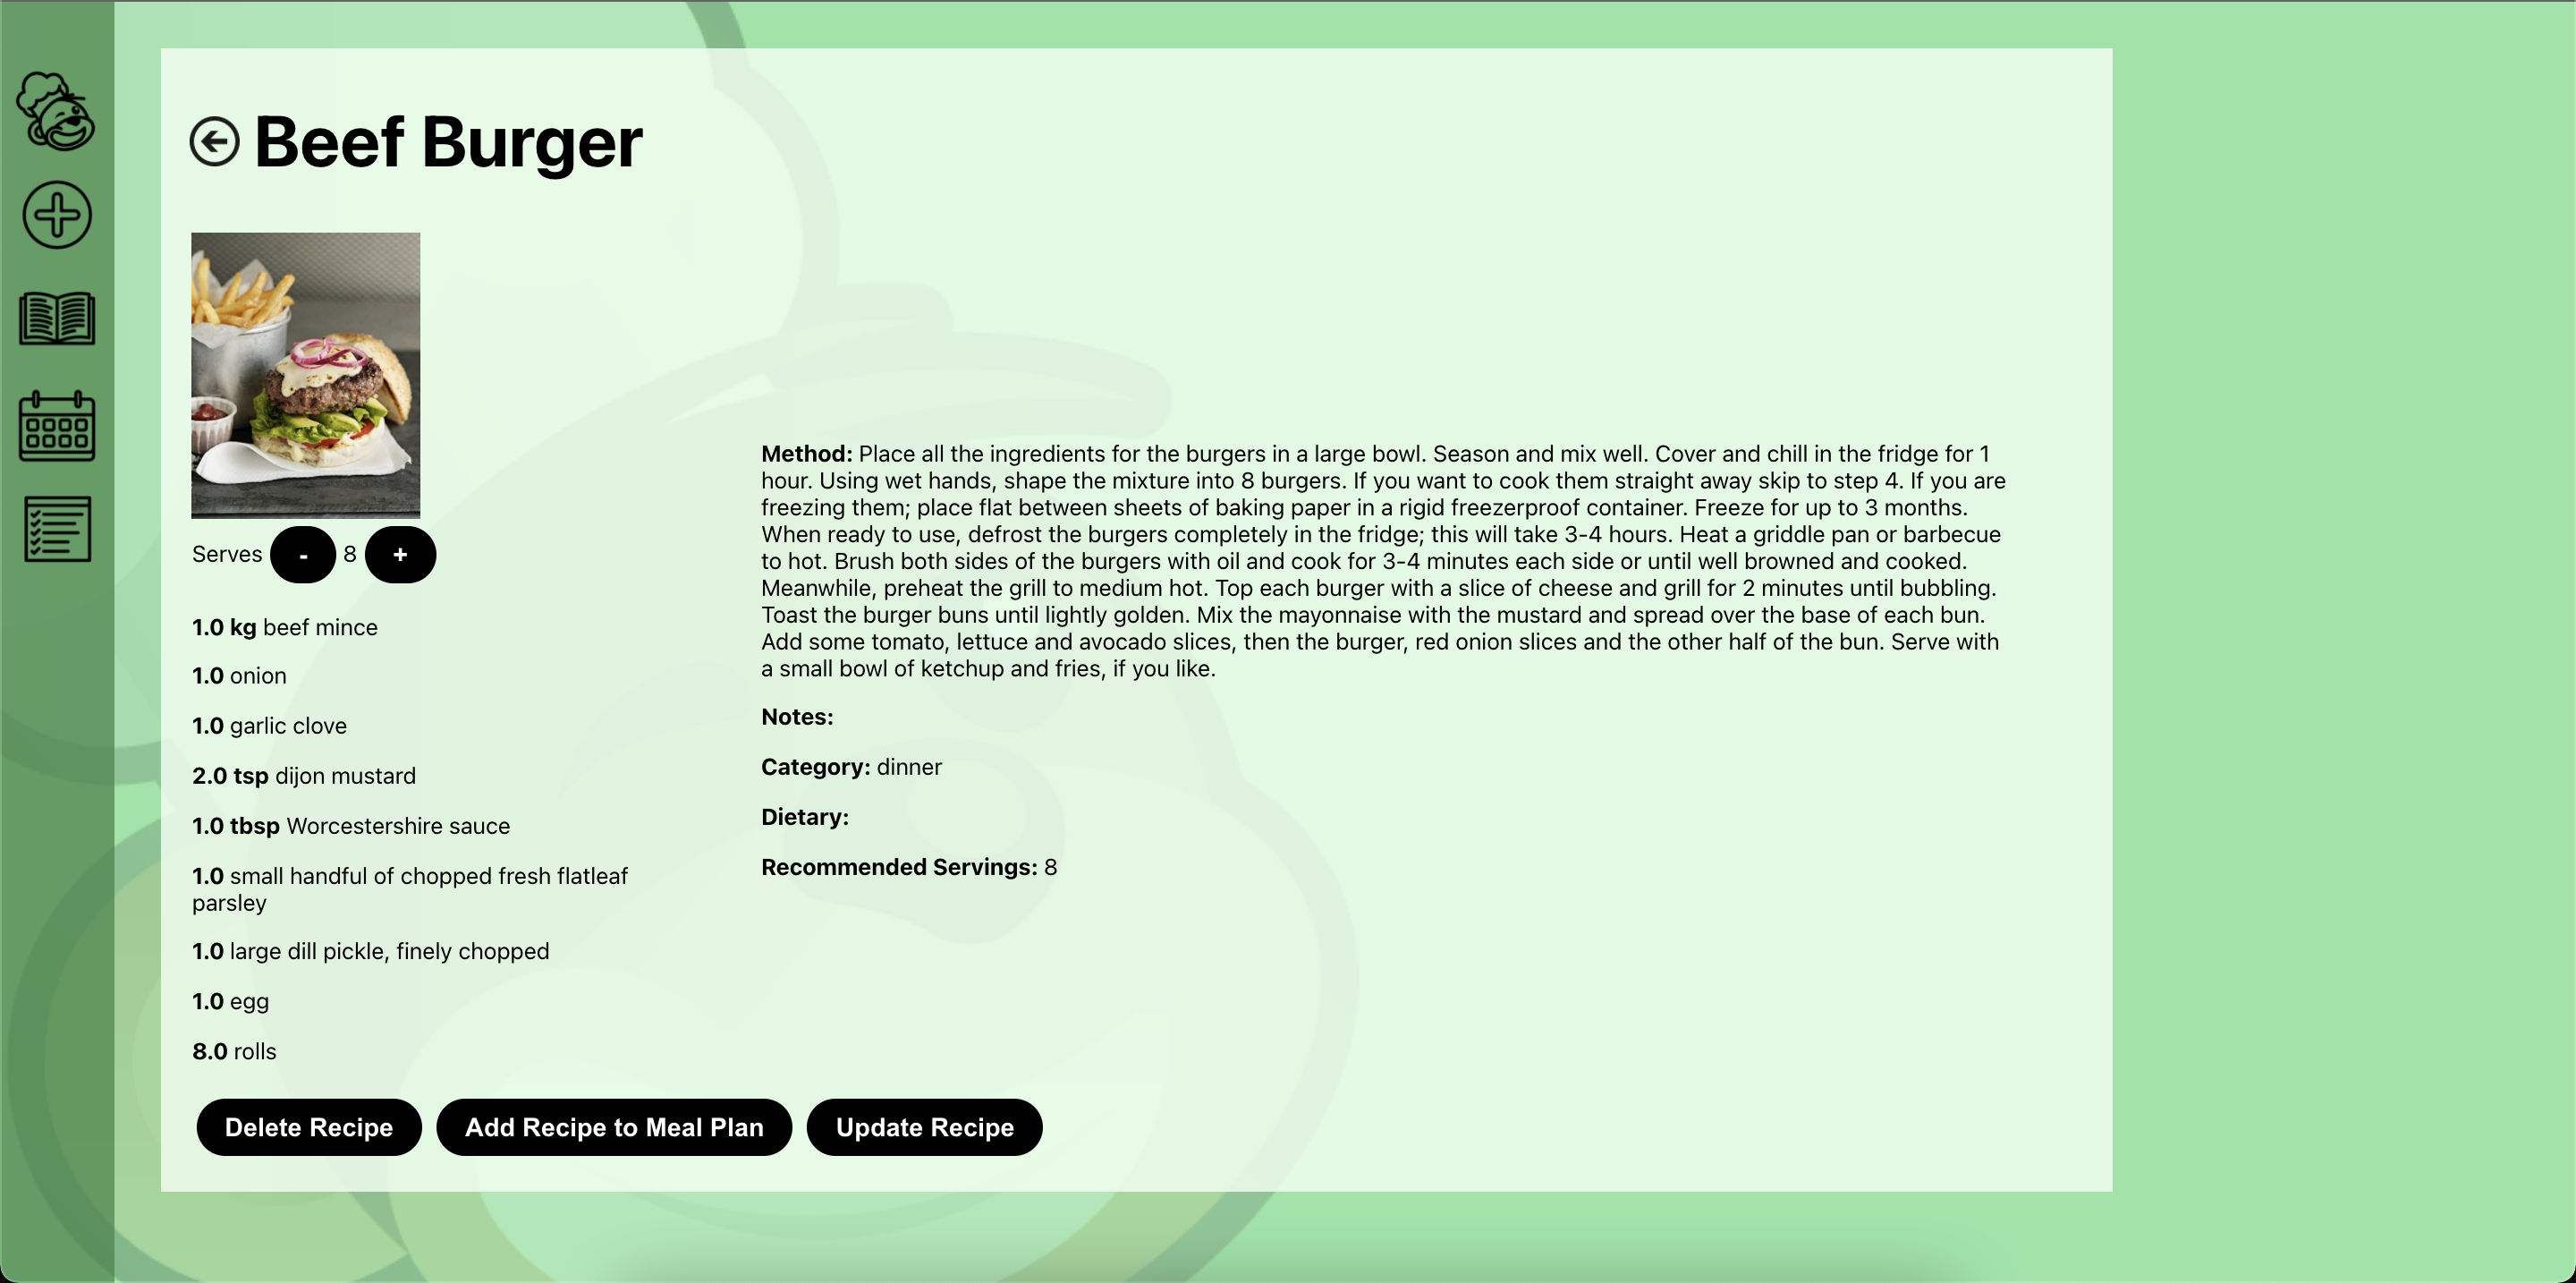 Beef Burger
Serves - 8 +
1.0 kg beef mince
1.0 onion
1.0 garlic clove
2.0 tsp dijon mustard
1.0 tbsp Worcestershire sauce
1.0 small handful of chopped fresh flatleaf
parsley
1.0 large dill pickle, finely chopped
1.0 egg
8.0 rolls
Method: Place all the ingredients for the burgers in a large bowl. Season and mix well. Cover and chill in the fridge for 1
hour. Using wet hands, shape the mixture into 8 burgers. If you want to cook them straight away skip to step 4. If you are
freezing them; place flat between sheets of baking paper in a rigid freezerproof container. Freeze for up to 3 months.
When ready to use, defrost the burgers completely in the fridge; this will take 3-4 hours. Heat a griddle pan or barbecue
to hot. Brush both sides of the burgers with oil and cook for 3-4 minutes each side or until well browned and cooked.
Meanwhile, preheat the grill to medium hot. Top each burger with a slice of cheese and grill for 2 minutes until bubbling.
Toast the burger buns until lightly golden. Mix the mayonnaise with the mustard and spread over the base of each bun.
Add some tomato, lettuce and avocado slices, then the burger, red onion slices and the other half of the bun. Serve with
a small bowl of ketchup and fries, if you like.
Notes:
Category: dinner
Dietary:
Recommended Servings: 8
Delete Recipe
Add Recipe to Meal Plan
Update Recipe